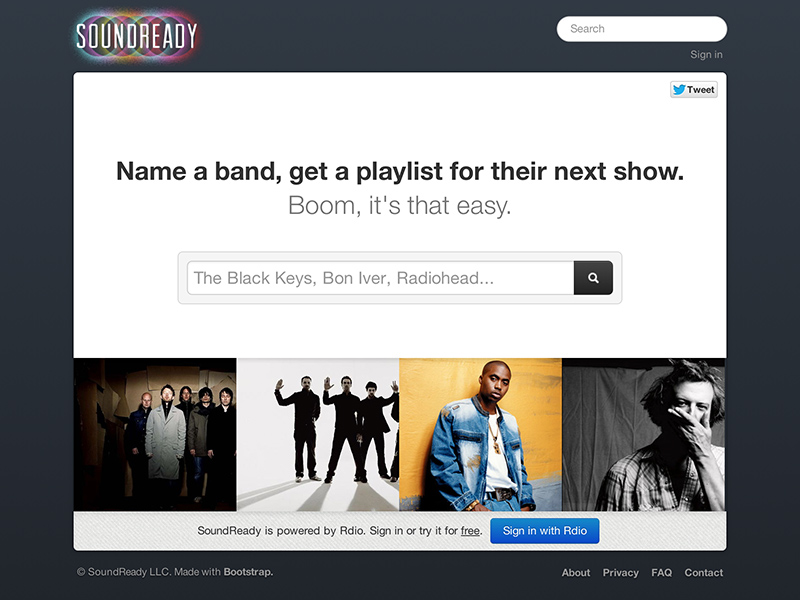 SOUNDREADY
Search
Sign in
Tweet
Name a band, get a playlist for their next show.
Boom, it's that easy.
The Black Keys, Bon Iver, Radiohead...
SoundReady is powered by Rdio. Sign in or try it for free. Sign in with Rdio
© SoundReady LLC. Made with Bootstrap. About Privacy FAQ Contact